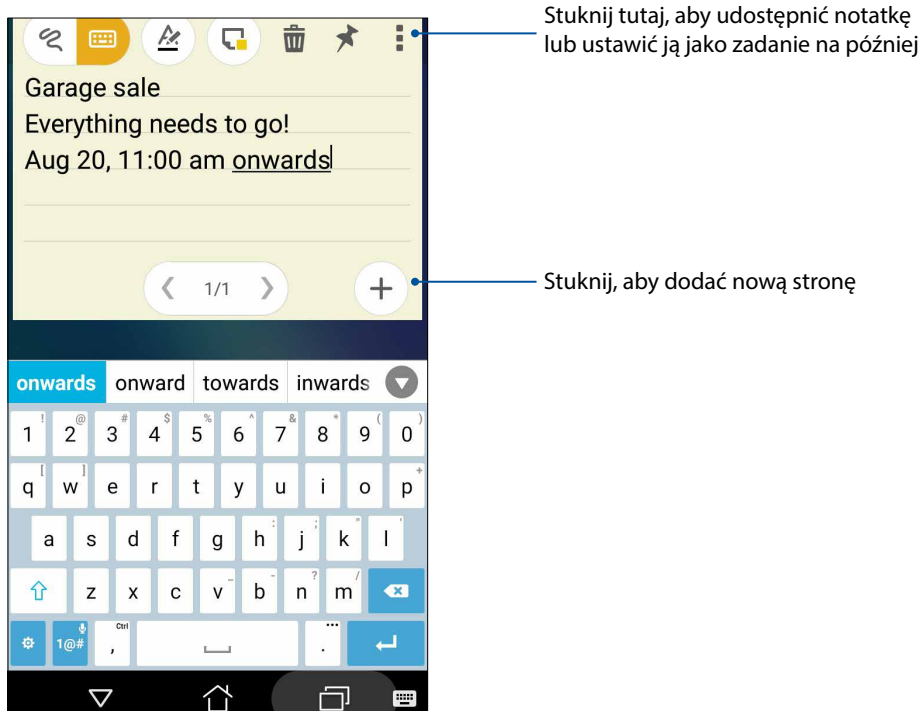 Stuknij tutaj, aby udostępnić notatkę
lub ustawić ją jako zadanie na później
Garage sale
Everything needs to go!
Aug 20, 11:00 am onwards
1/1
Stuknij, aby dodać nową stronę
onwards onward towards inwards
! @ # $ % ^ & * ( )
1 2 3 4 5 6 7 8 9 0
[ ] +
q w e r t y u i o p
: ; " '
a s d f g h j k l
_ - ? /
z x c v b n m
Ctrl
1@# , .